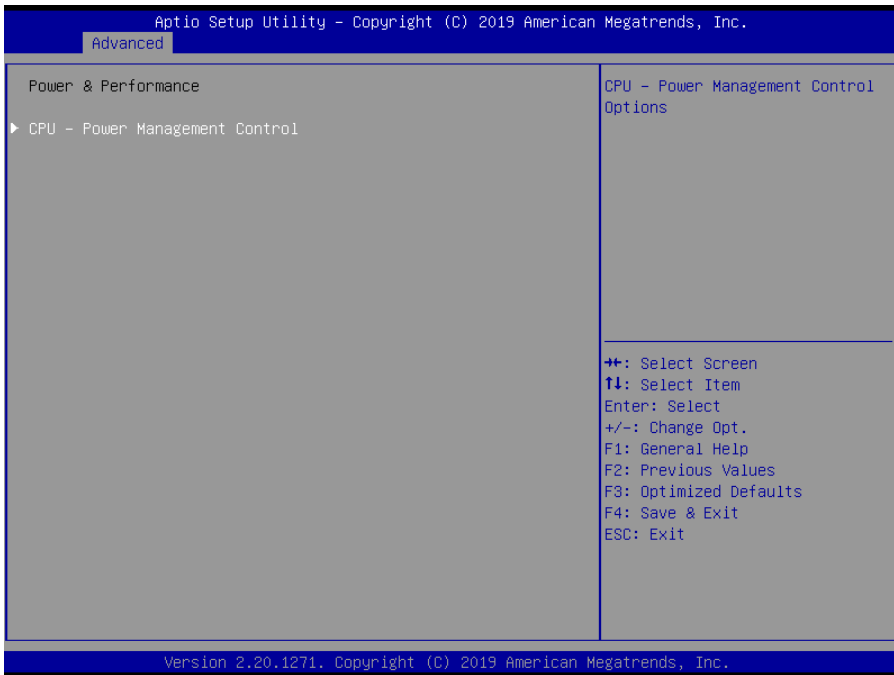 Aptio Setup Utility – Copyright (C) 2019 American Megatrends, Inc.
Advanced
Power & Performance
▶ CPU – Power Management Control
CPU – Power Management Control
Options
→←: Select Screen
↑↓: Select Item
Enter: Select
+/-: Change Opt.
F1: General Help
F2: Previous Values
F3: Optimized Defaults
F4: Save & Exit
ESC: Exit
Version 2.20.1271. Copyright (C) 2019 American Megatrends, Inc.